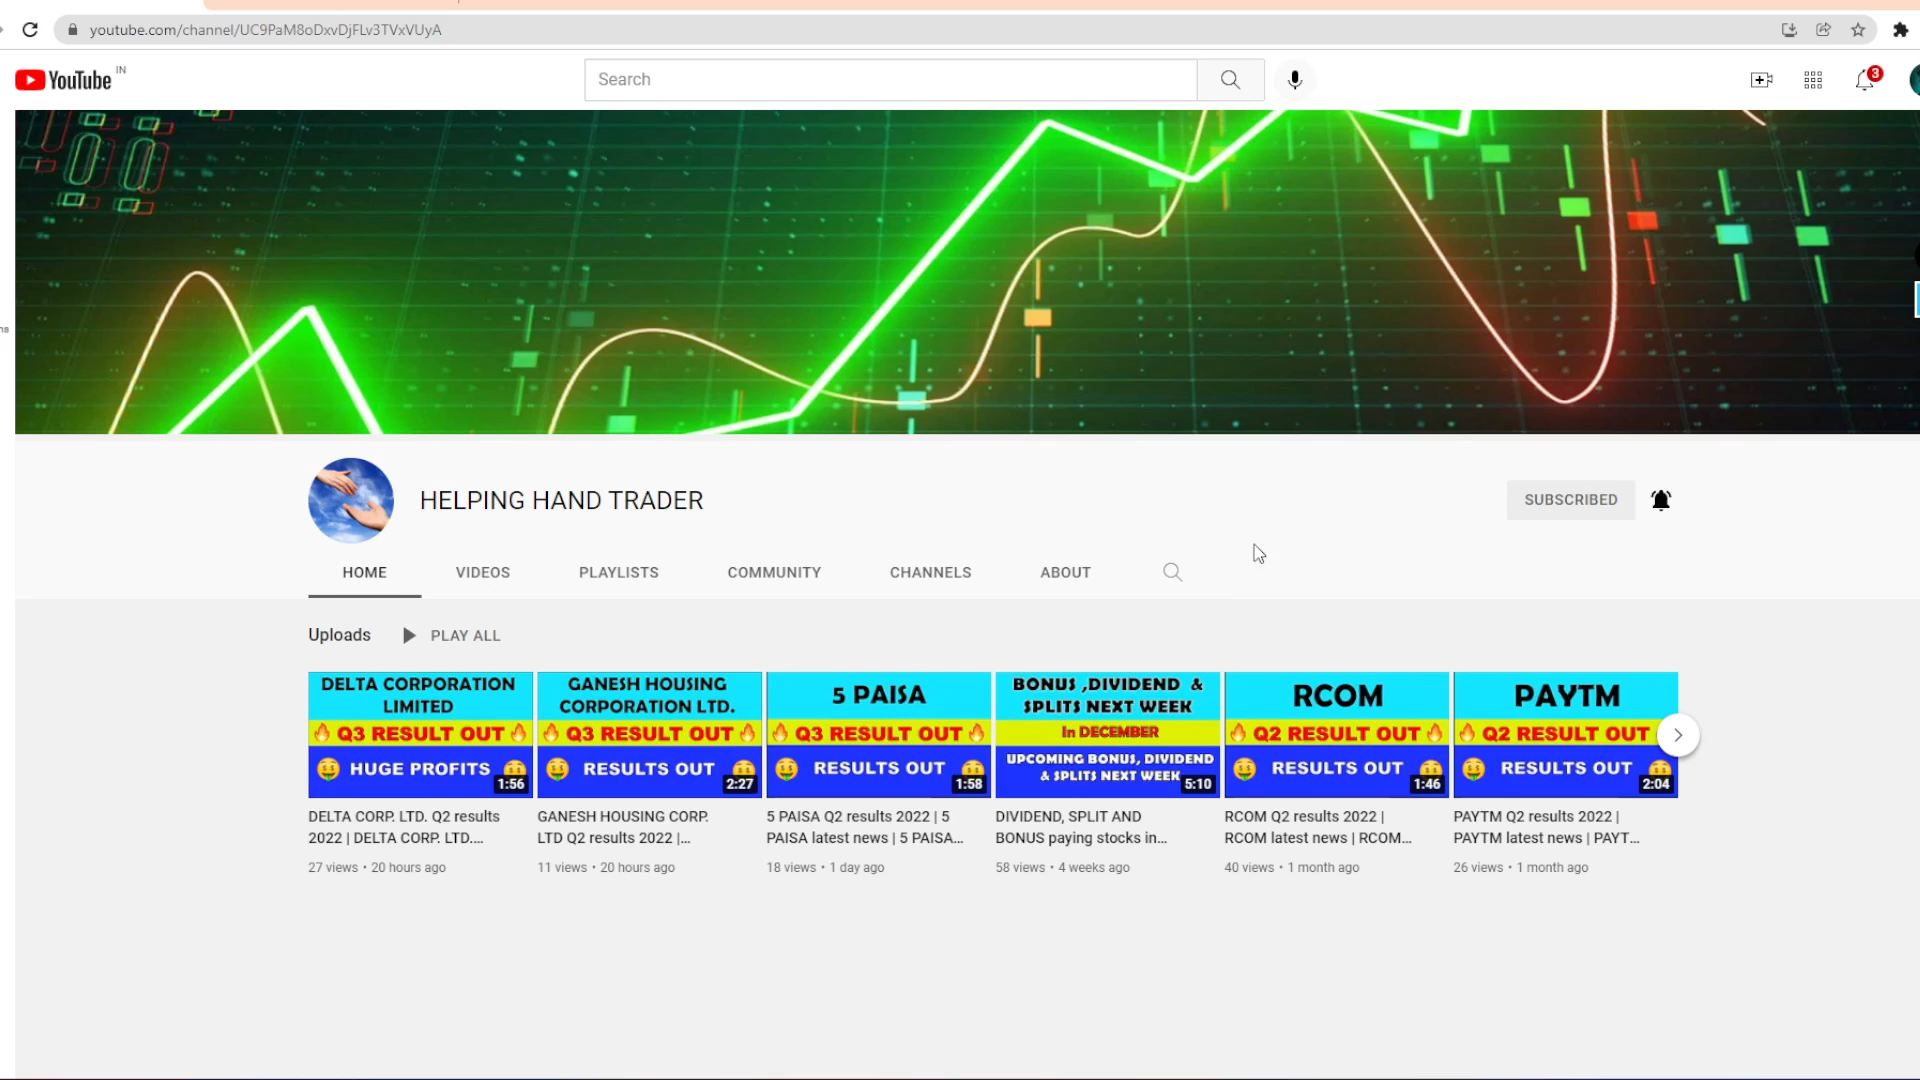 youtube.com/channel/UC9PaM8oDxvDjFLv3TVxVUyA
YouTube IN
Search
3
HELPING HAND TRADER
SUBSCRIBED
HOME VIDEOS PLAYLISTS COMMUNITY CHANNELS ABOUT
Uploads PLAY ALL
DELTA CORPORATION
LIMITED
Q3 RESULT OUT
HUGE PROFITS
1:56
DELTA CORP. LTD. Q2 results
2022 | DELTA CORP. LTD....
27 views • 20 hours ago
GANESH HOUSING
CORPORATION LTD.
Q3 RESULT OUT
RESULTS OUT
2:27
GANESH HOUSING CORP.
LTD Q2 results 2022 |...
11 views • 20 hours ago
5 PAISA
Q3 RESULT OUT
RESULTS OUT
1:58
5 PAISA Q2 results 2022 | 5
PAISA latest news | 5 PAISA...
18 views • 1 day ago
BONUS ,DIVIDEND &
SPLITS NEXT WEEK
In DECEMBER
UPCOMING BONUS, DIVIDEND
& SPLITS NEXT WEEK
5:10
DIVIDEND, SPLIT AND
BONUS paying stocks in...
58 views • 4 weeks ago
RCOM
Q2 RESULT OUT
RESULTS OUT
1:46
RCOM Q2 results 2022 |
RCOM latest news | RCOM...
40 views • 1 month ago
PAYTM
Q2 RESULT OUT
RESULTS OUT
2:04
PAYTM Q2 results 2022 |
PAYTM latest news | PAYT...
26 views • 1 month ago